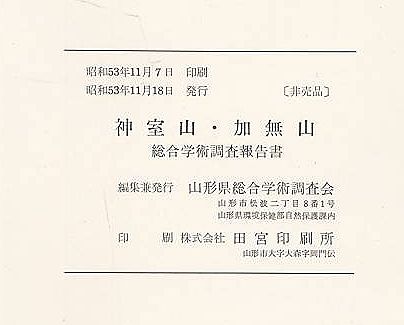 昭和53年11月7日 印刷
昭和53年11月18日 発行 〔非売品〕
神室山・加無山
総合学術調査報告書
編集兼発行 山形県総合学術調査会
山形市松波二丁目8番1号
山形県環境保健部自然保護課内
印刷 株式会社 田宮印刷所
山形市大字大森字到門伝